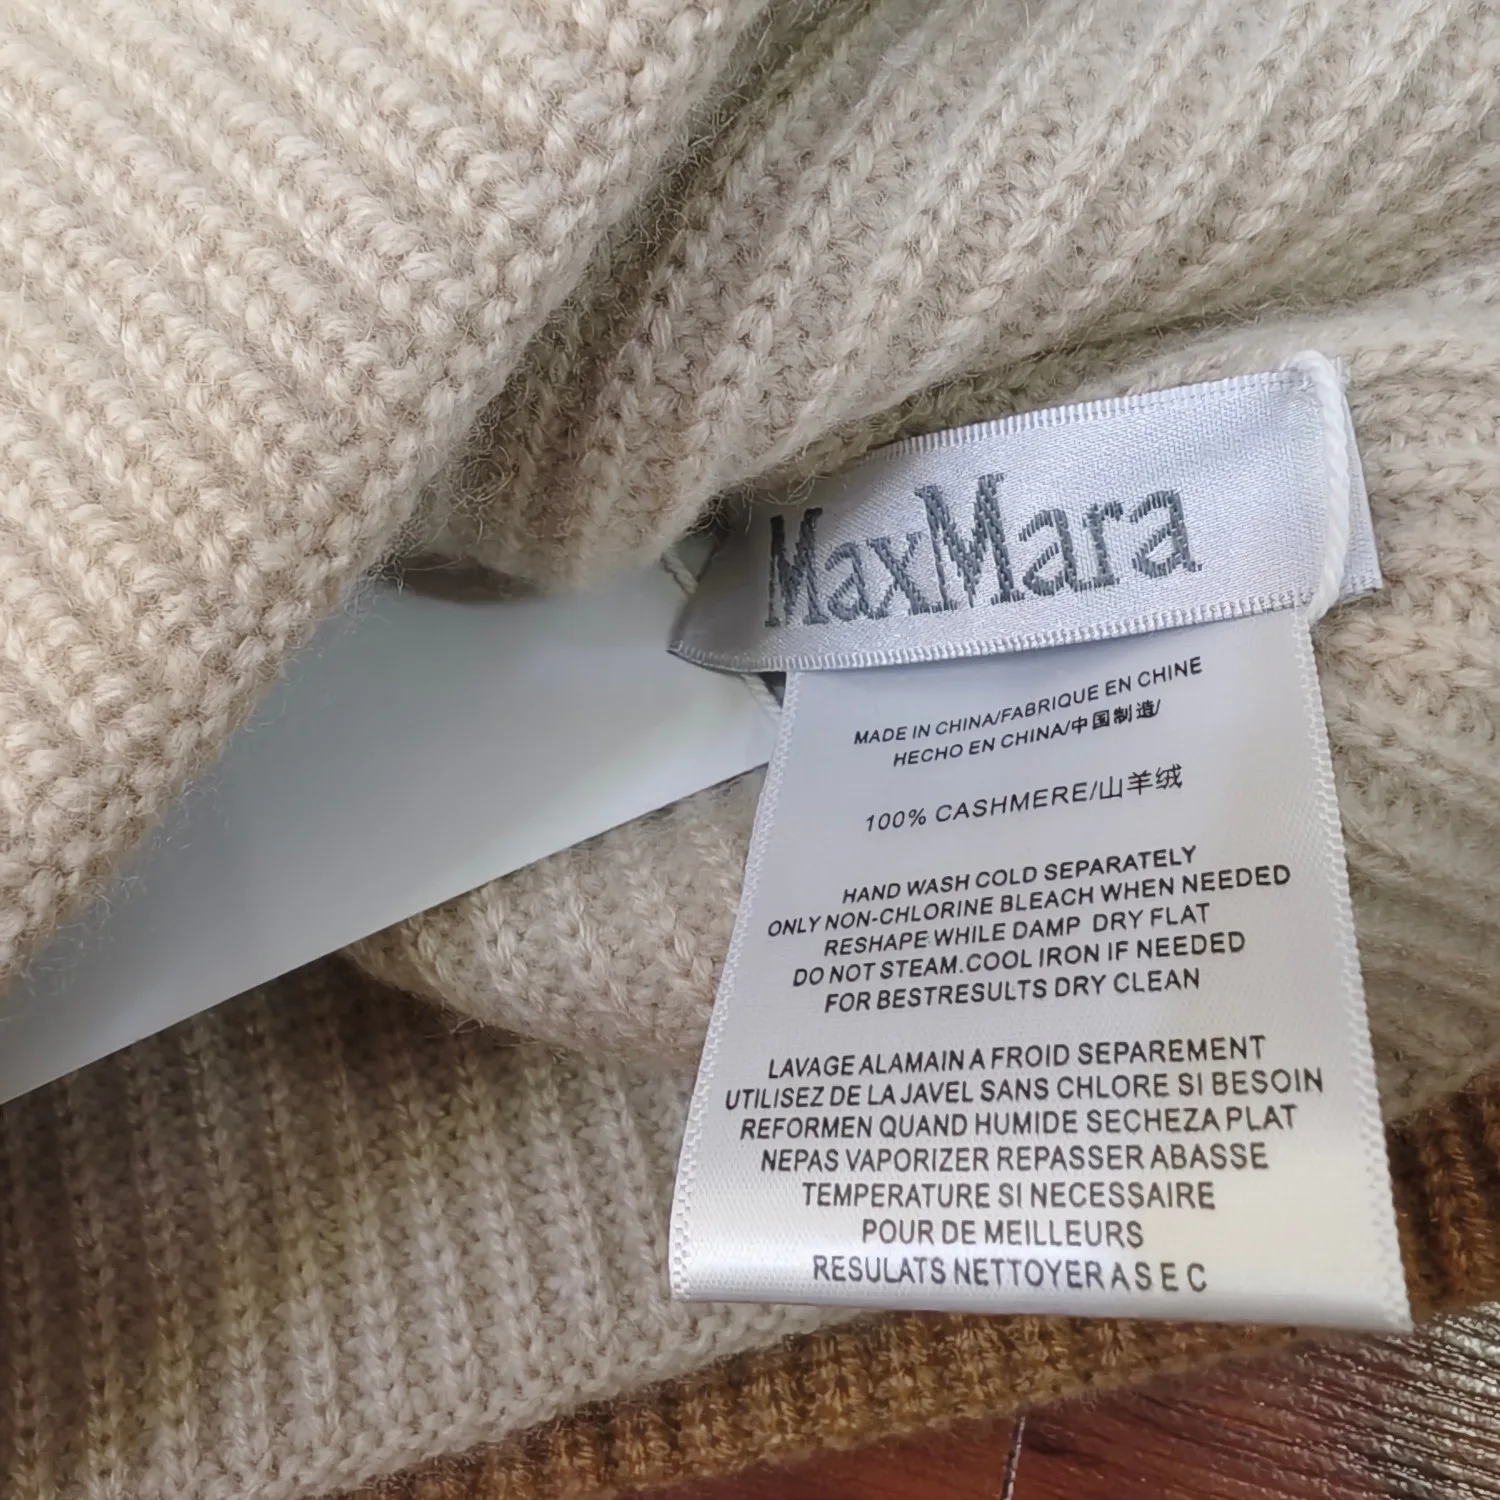 MaxMara
MADE IN CHINA/FABRIQUE EN CHINE
HECHO EN CHINA/中国制造/
100% CASHMERE/山羊绒
HAND WASH COLD SEPARATELY
ONLY NON-CHLORINE BLEACH WHEN NEEDED
RESHAPE WHILE DAMP DRY FLAT
DO NOT STEAM.COOL IRON IF NEEDED
FOR BESTRESULTS DRY CLEAN
LAVAGE ALAMAIN A FROID SEPAREMENT
UTILISEZ DE LA JAVEL SANS CHLORE SI BESOIN
REFORMEN QUAND HUMIDE SECHEZA PLAT
NEPAS VAPORIZER REPASSER ABASSE
TEMPERATURE SI NECESSAIRE
POUR DE MEILLEURS
RESULATS NETTOYER A S E C